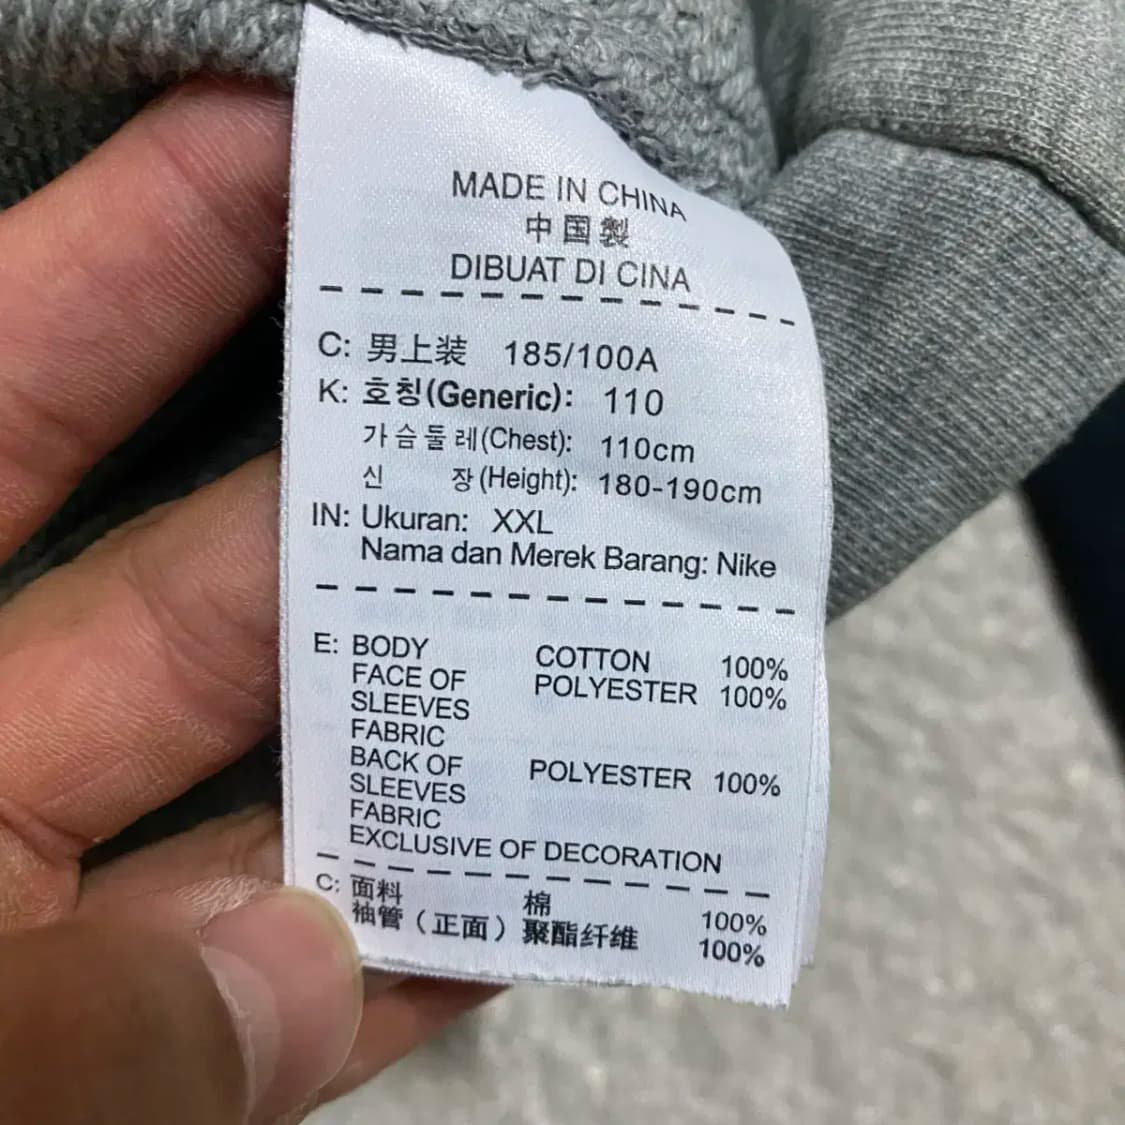 MADE IN CHINA
中国製
DIBUAT DI CINA
C: 男上装 185/100A
K: 호칭(Generic): 110
가슴둘레(Chest): 110cm
신 장(Height): 180-190cm
IN: Ukuran: XXL
Nama dan Merek Barang: Nike
E: BODY COTTON 100%
FACE OF POLYESTER 100%
SLEEVES
FABRIC
BACK OF POLYESTER 100%
SLEEVES
FABRIC
EXCLUSIVE OF DECORATION
C: 面料 棉 100%
袖管（正面）聚酯纤维 100%